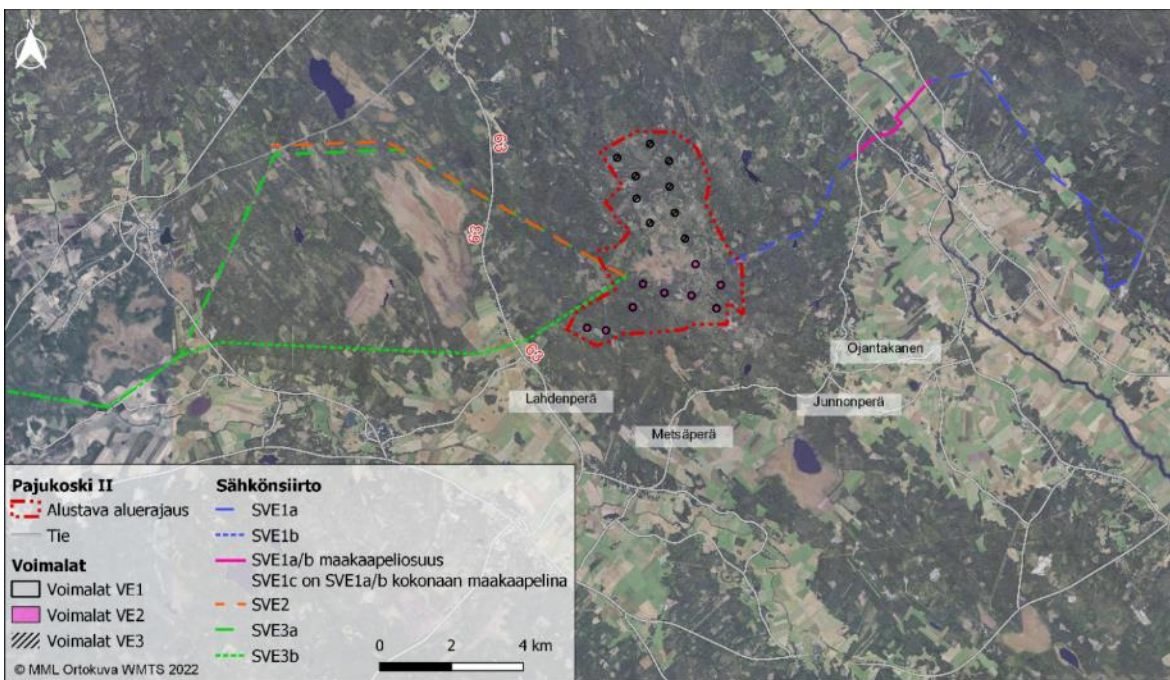 N
63
63
63
Ojantakanen
Lahdenperä
Junnonperä
Metsäperä
Pajukoski II
Alustava aluerajaus
Tie
Voimalat
Voimalat VE1
Voimalat VE2
Voimalat VE3
© MML Ortokuva WMTS 2022
Sähkönsiirto
SVE1a
SVE1b
SVE1a/b maakaapeliosuus
SVE1c on SVE1a/b kokonaan maakaapelina
SVE2
SVE3a
SVE3b
0 2 4 km